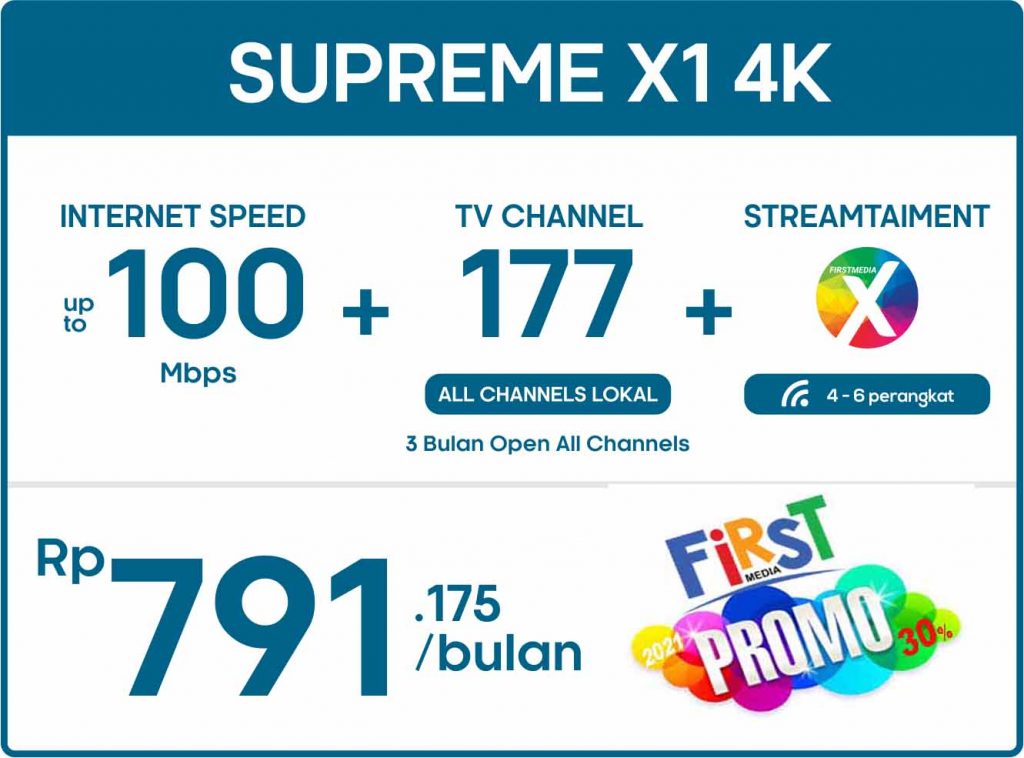 SUPREME X1 4K
INTERNET SPEED
up to 100
Mbps
+
TV CHANNEL
177
ALL CHANNELS LOKAL
3 Bulan Open All Channels
+
STREAMTAIMENT
FIRSTMEDIA
X
4 - 6 perangkat
Rp 791.175
/bulan
FiRST
MEDIA
2021 PROMO 30%